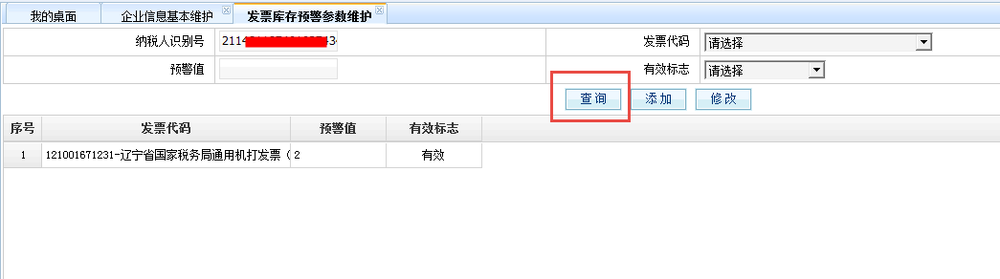 我的桌面 企业信息基本维护 发票库存预警参数维护
纳税人识别号 发票代码 请选择
预警值 有效标志 请选择
查询 添加 修改
序号 发票代码 预警值 有效标志
1 121001671231-辽宁省国家税务局通用机打发票（ 2 有效